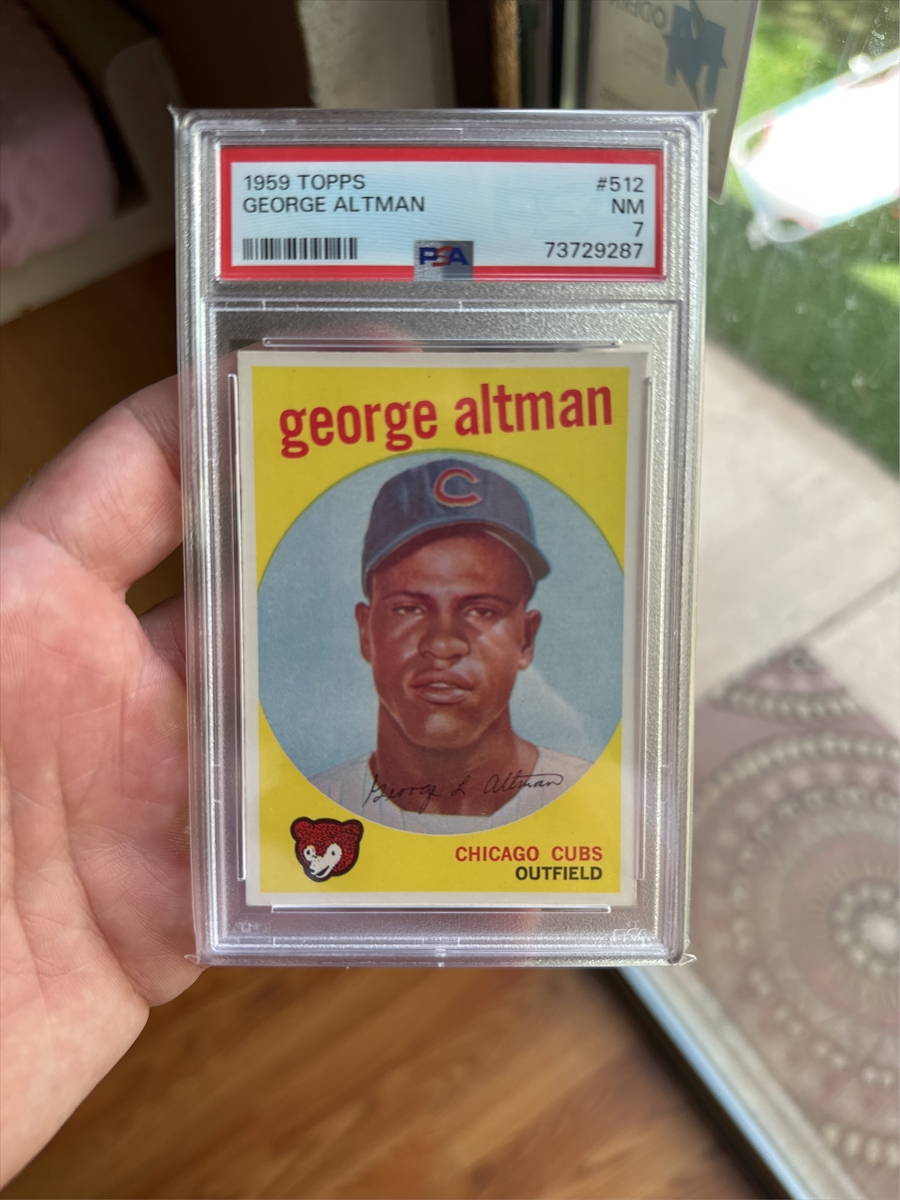 1959 TOPPS
GEORGE ALTMAN
#512
NM
7
73729287
PSA
george altman
C
George L Altman
CHICAGO CUBS
OUTFIELD